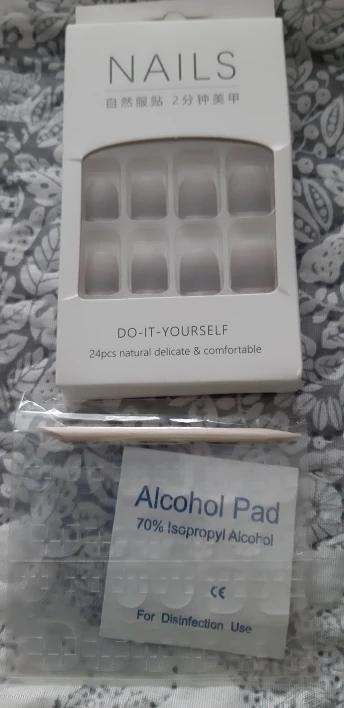 NAILS
自然服贴 2分钟美甲
DO-IT-YOURSELF
24pcs natural delicate & comfortable
Alcohol Pad
70% Isopropyl Alcohol
CE
For Disinfection Use